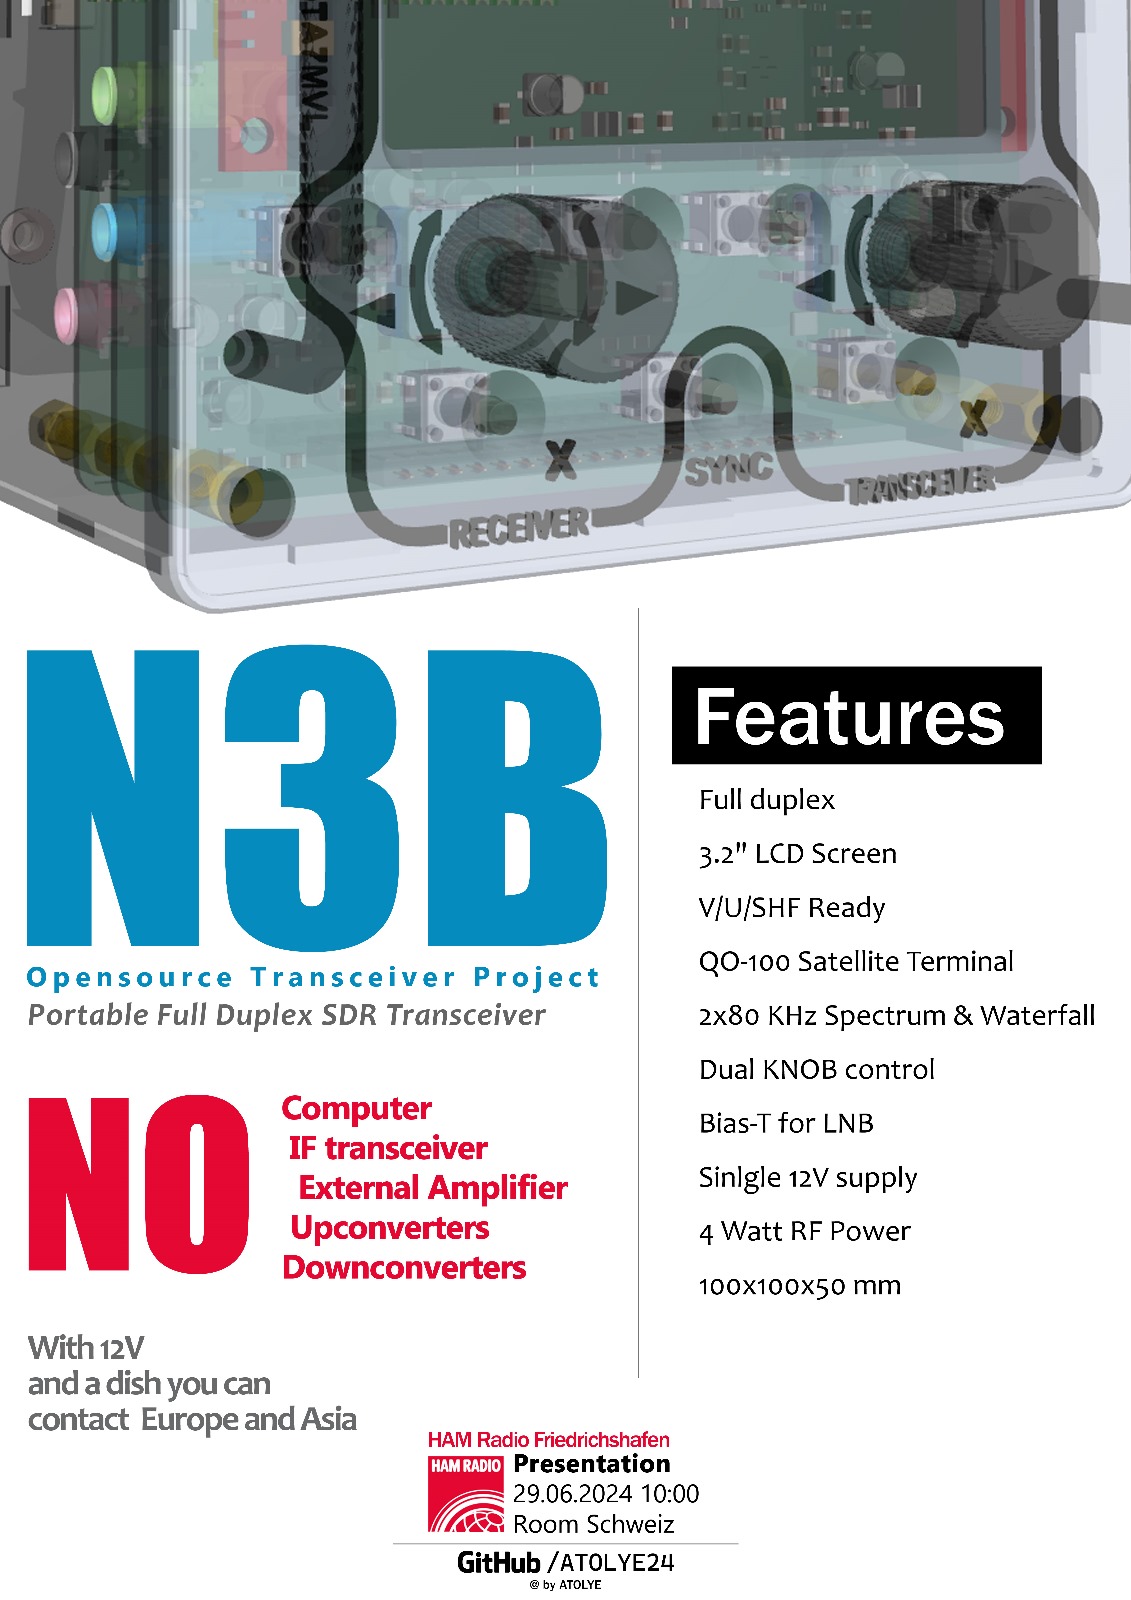 TA7MVL
X
X
SYNC
TRANSCEIVER
RECEIVER
N3B
Opensource Transceiver Project
Portable Full Duplex SDR Transceiver
NO
Computer
IF transceiver
External Amplifier
Upconverters
Downconverters
With 12V
and a dish you can
contact Europe and Asia
Features
Full duplex
3.2" LCD Screen
V/U/SHF Ready
QO-100 Satellite Terminal
2x80 KHz Spectrum & Waterfall
Dual KNOB control
Bias-T for LNB
Sinlgle 12V supply
4 Watt RF Power
100x100x50 mm
HAM Radio Friedrichshafen
HAM RADIO
Presentation
29.06.2024 10:00
Room Schweiz
GitHub /ATOLYE24
@ by ATOLYE